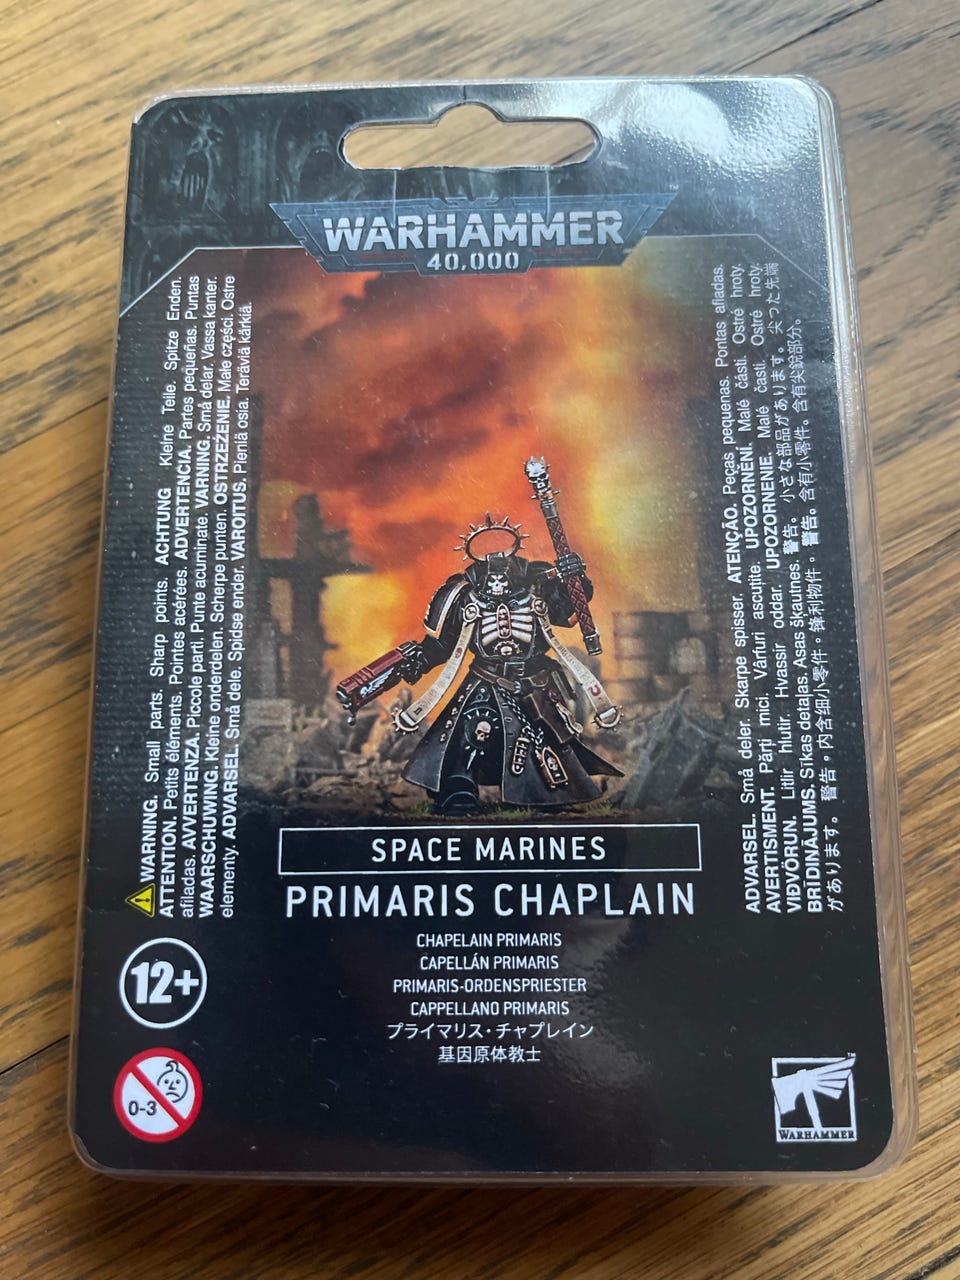 WARHAMMER™
40,000
⚠WARNING. Small parts. Sharp points. ACHTUNG Kleine Teile. Spitze Enden.
ATTENTION. Petits éléments. Pointes acérées. ADVERTENCIA. Partes pequeñas. Puntas
afiladas. AVVERTENZA. Piccole parti. Punte acuminate. VARNING. Små delar. Vassa kanter.
WAARSCHUWING. Kleine onderdelen. Scherpe punten. OSTRZEŻENIE. Małe części. Ostre
elementy. ADVARSEL. Små dele. Spidse ender. VAROITUS. Pieniä osia. Teräviä kärkiä.
ADVARSEL. Små deler. Skarpe spisser. ATENÇÃO. Peças pequenas. Pontas afiadas.
AVERTISMENT. Părţi mici. Vârfuri ascuţite. UPOZORNĚNÍ. Malé části. Ostré hroty.
VIÐVÖRUN. Litlir hlutir. Hvassir oddar. UPOZORNENIE. Malé časti. Ostré hroty.
BRĪDINĀJUMS. Sīkas detaļas. Asas šķautnes. 警告。 小さな部品があります。 尖った先端
があります。 警告。内含细小零件。锋利物件。 警告。含有小零件。含有尖銳部分。
SPACE MARINES
PRIMARIS CHAPLAIN
CHAPELAIN PRIMARIS
CAPELLÁN PRIMARIS
PRIMARIS-ORDENSPRIESTER
CAPPELLANO PRIMARIS
プライマリス・チャプレイン
基因原体教士
12+
0-3
WARHAMMER™